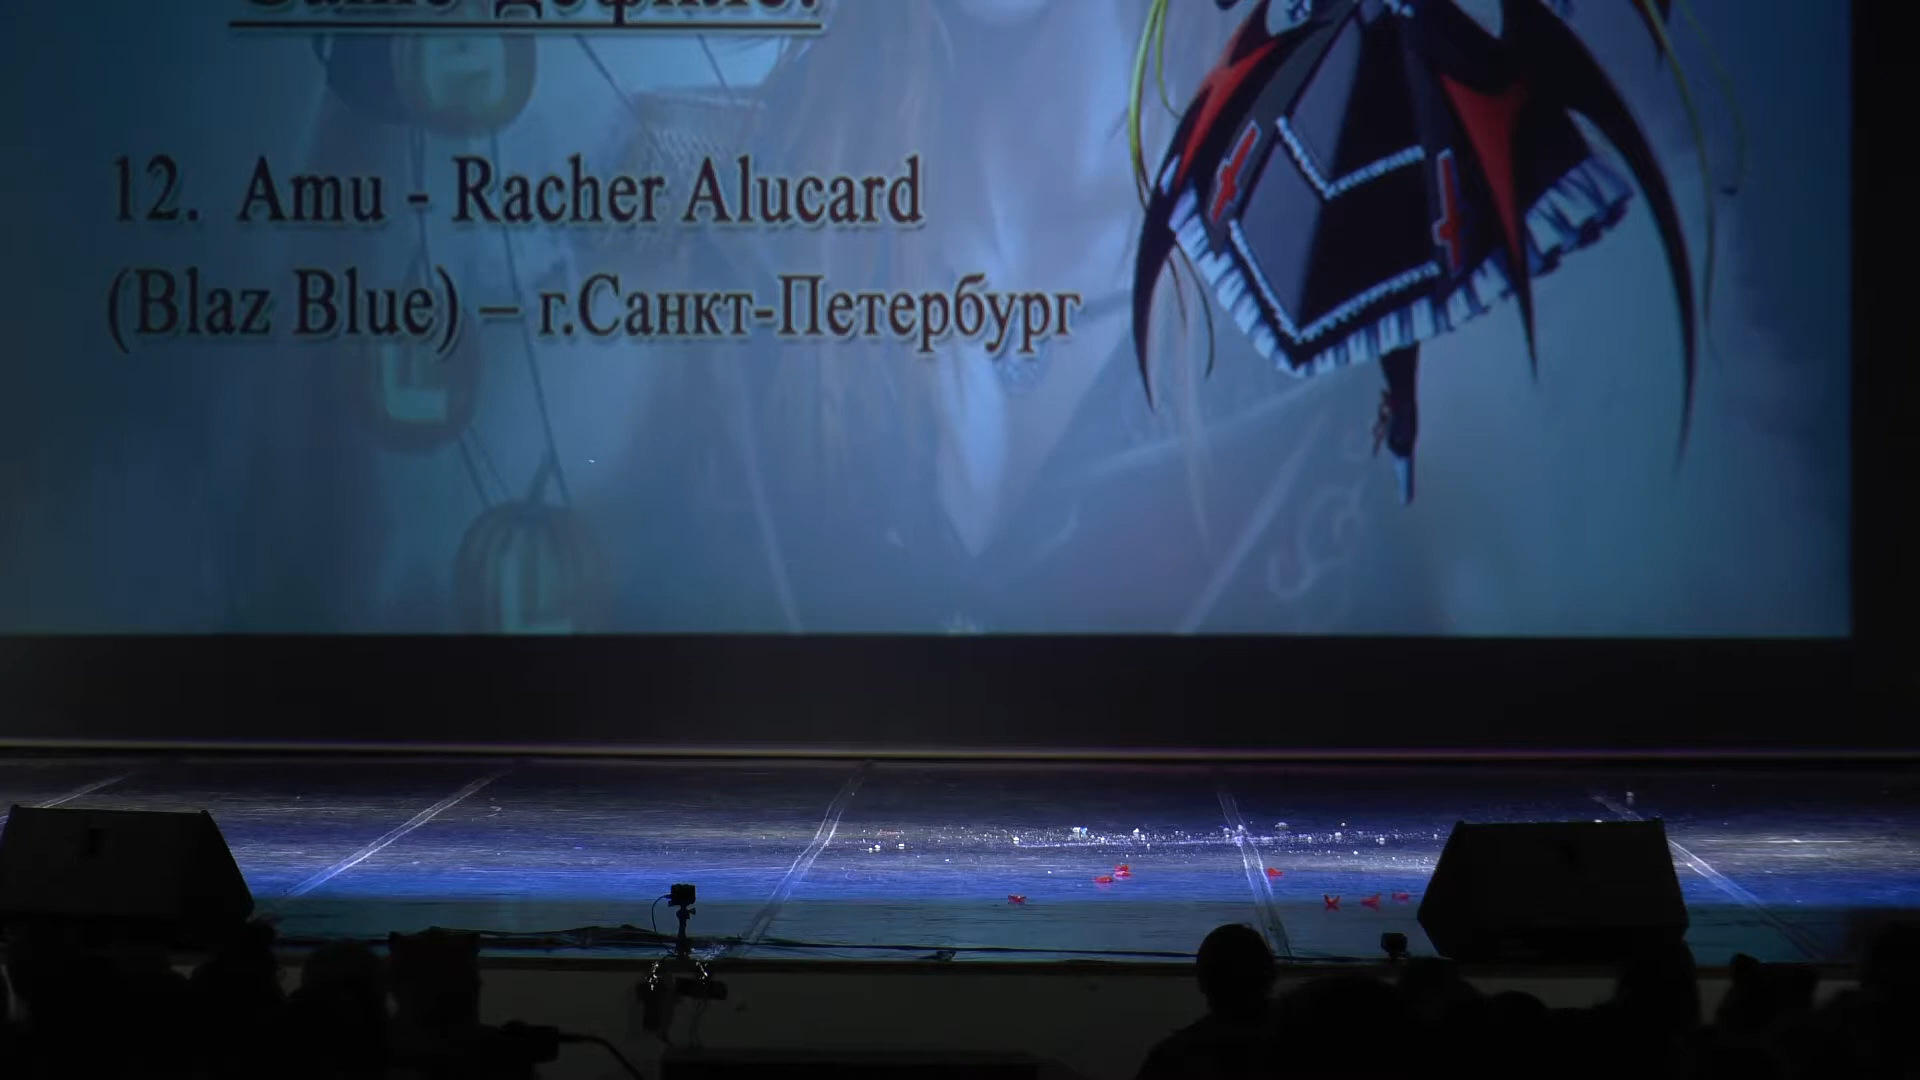 12. Amu - Racher Alucard
(Blaz Blue) – г.Санкт-Петербург